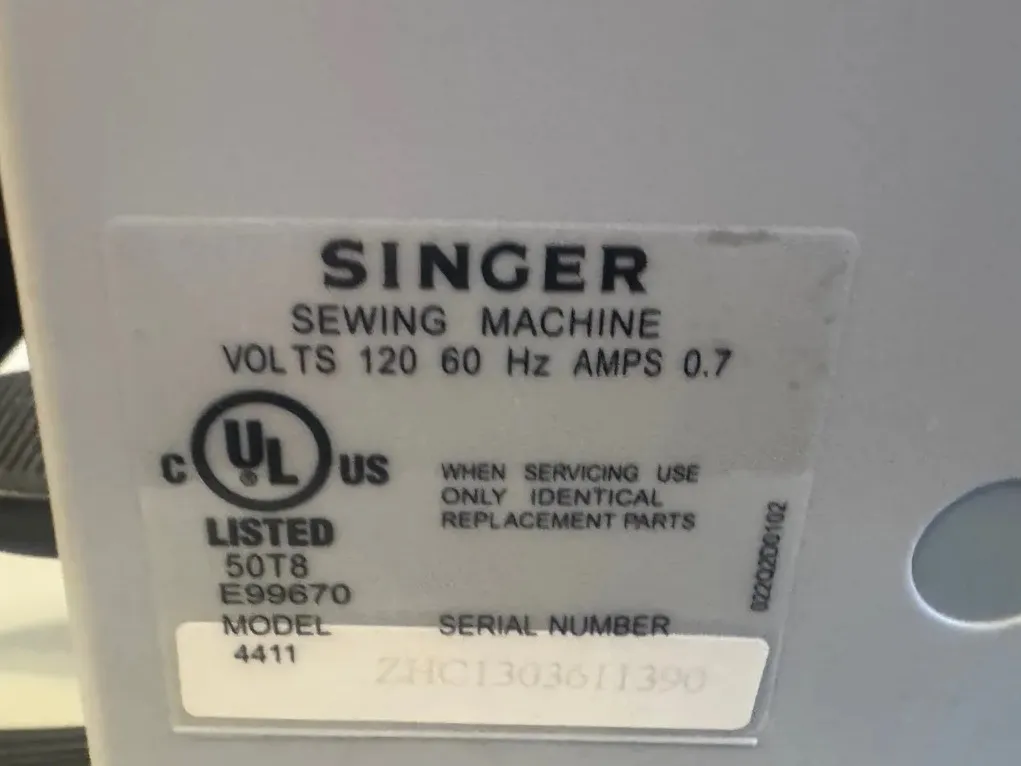 SINGER
SEWING MACHINE
VOLTS 120 60 Hz AMPS 0.7
C UL® US
LISTED
50T8
E99670
WHEN SERVICING USE
ONLY IDENTICAL
REPLACEMENT PARTS
022Q2D0102
MODEL SERIAL NUMBER
4411 ZHC1303611390